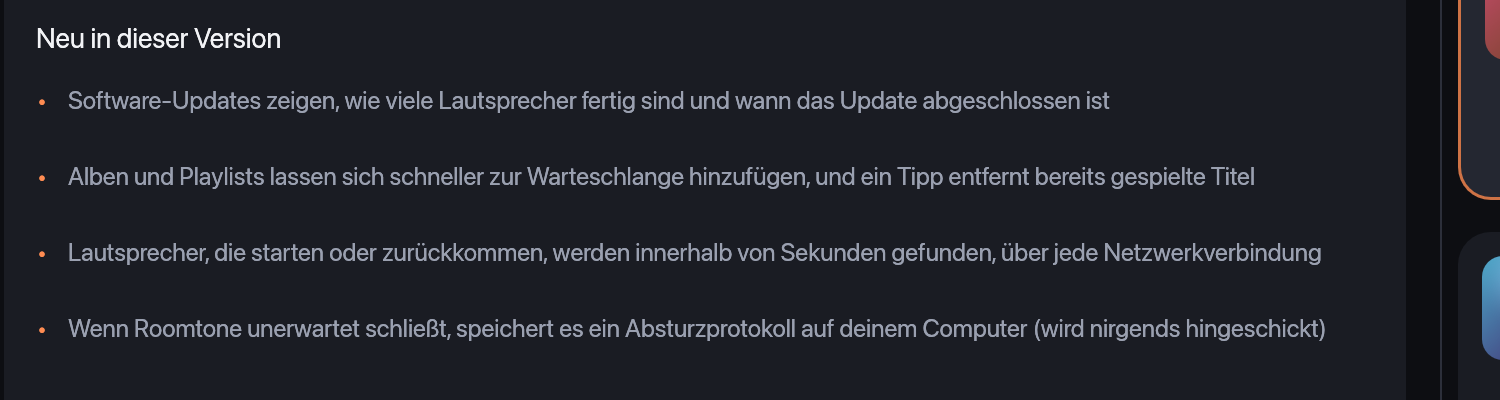 Neu in dieser Version
• Software-Updates zeigen, wie viele Lautsprecher fertig sind und wann das Update abgeschlossen ist
• Alben und Playlists lassen sich schneller zur Warteschlange hinzufügen, und ein Tipp entfernt bereits gespielte Titel
• Lautsprecher, die starten oder zurückkommen, werden innerhalb von Sekunden gefunden, über jede Netzwerkverbindung
• Wenn Roomtone unerwartet schließt, speichert es ein Absturzprotokoll auf deinem Computer (wird nirgends hingeschickt)